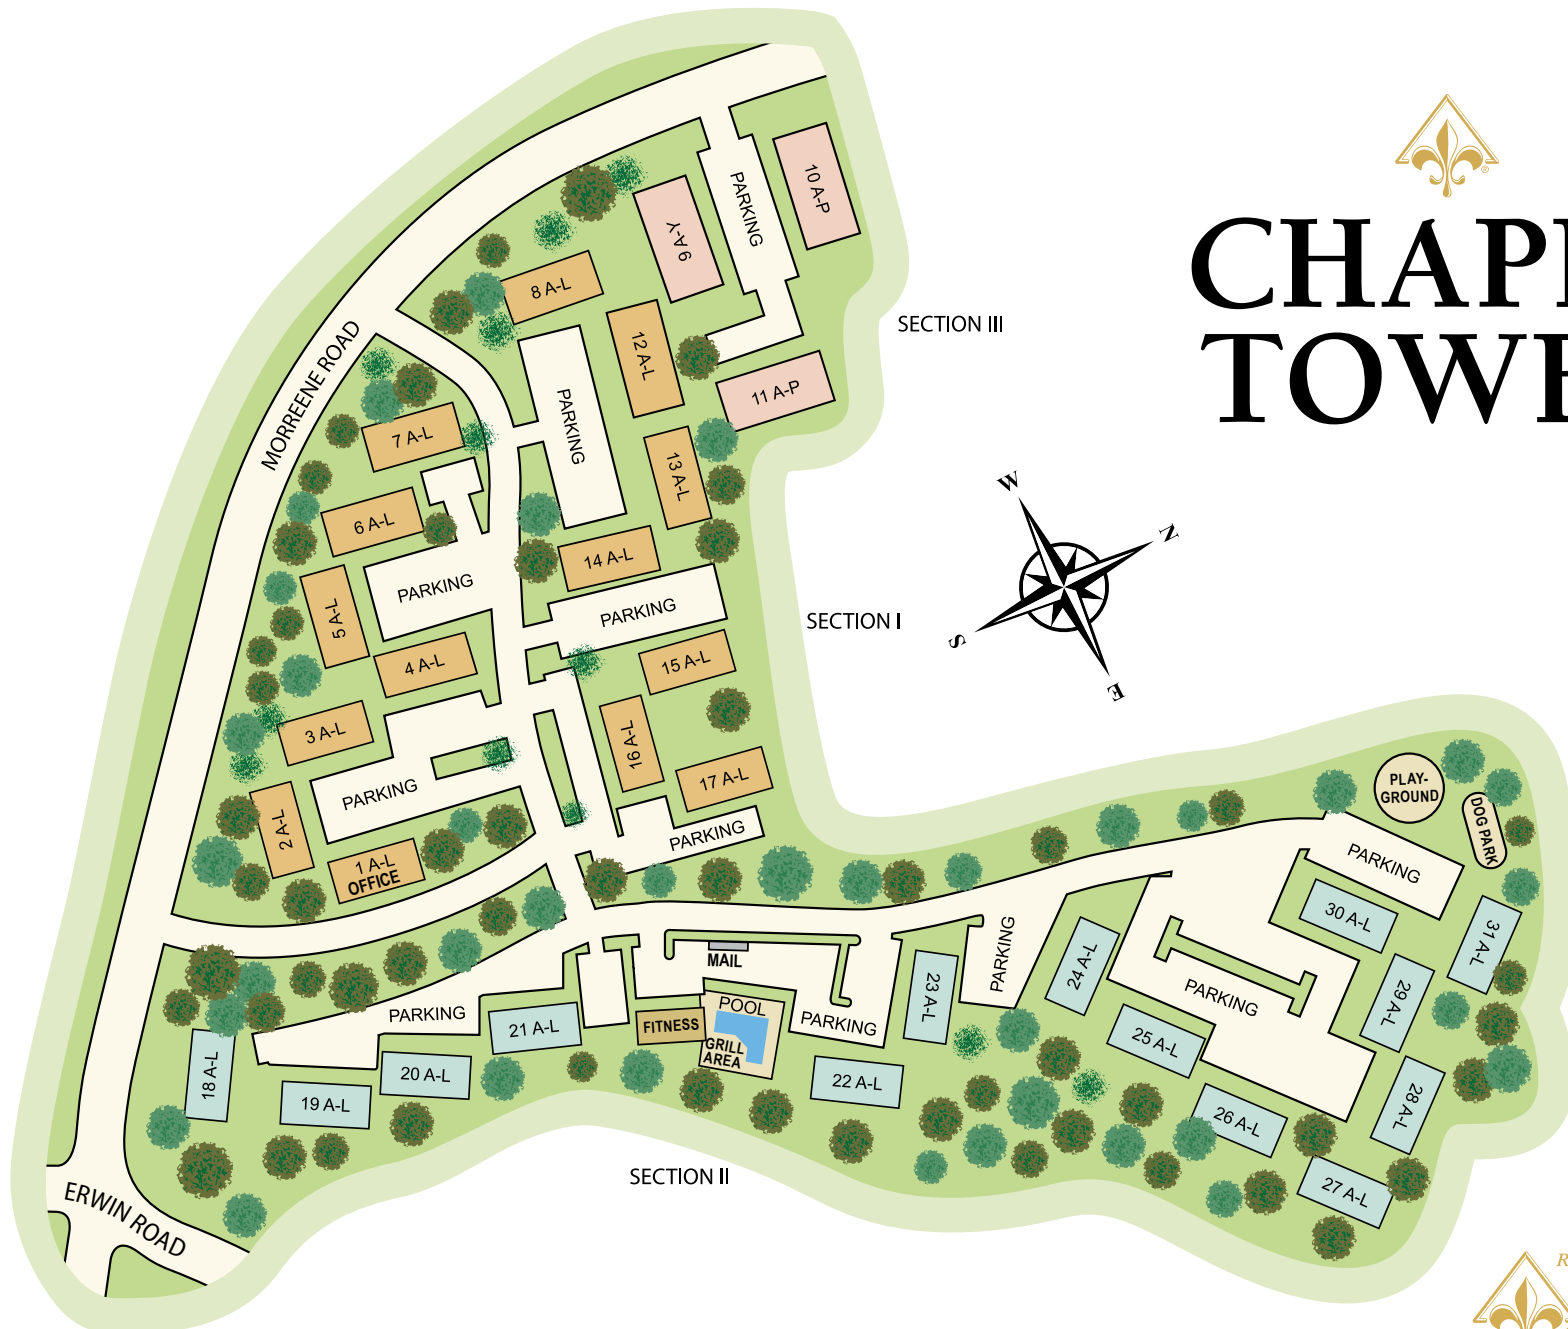 CHAP
TOW
SECTION III
SECTION I
SECTION II
W
N
S
E
MORREENE ROAD
ERWIN ROAD
PARKING
10 A-P
9 A-Y
8 A-L
12 A-L
11 A-P
PARKING
7 A-L
13 A-L
6 A-L
14 A-L
PARKING
PARKING
5 A-L
4 A-L
15 A-L
3 A-L
16 A-L
17 A-L
PARKING
2 A-L
PARKING
1 A-L
OFFICE
PLAY-
GROUND
DOG PARK
PARKING
30 A-L
31 A-L
29 A-L
28 A-L
PARKING
24 A-L
25 A-L
26 A-L
27 A-L
PARKING
23 A-L
MAIL
POOL
PARKING
FITNESS
GRILL
AREA
22 A-L
PARKING
21 A-L
20 A-L
19 A-L
18 A-L
®
R